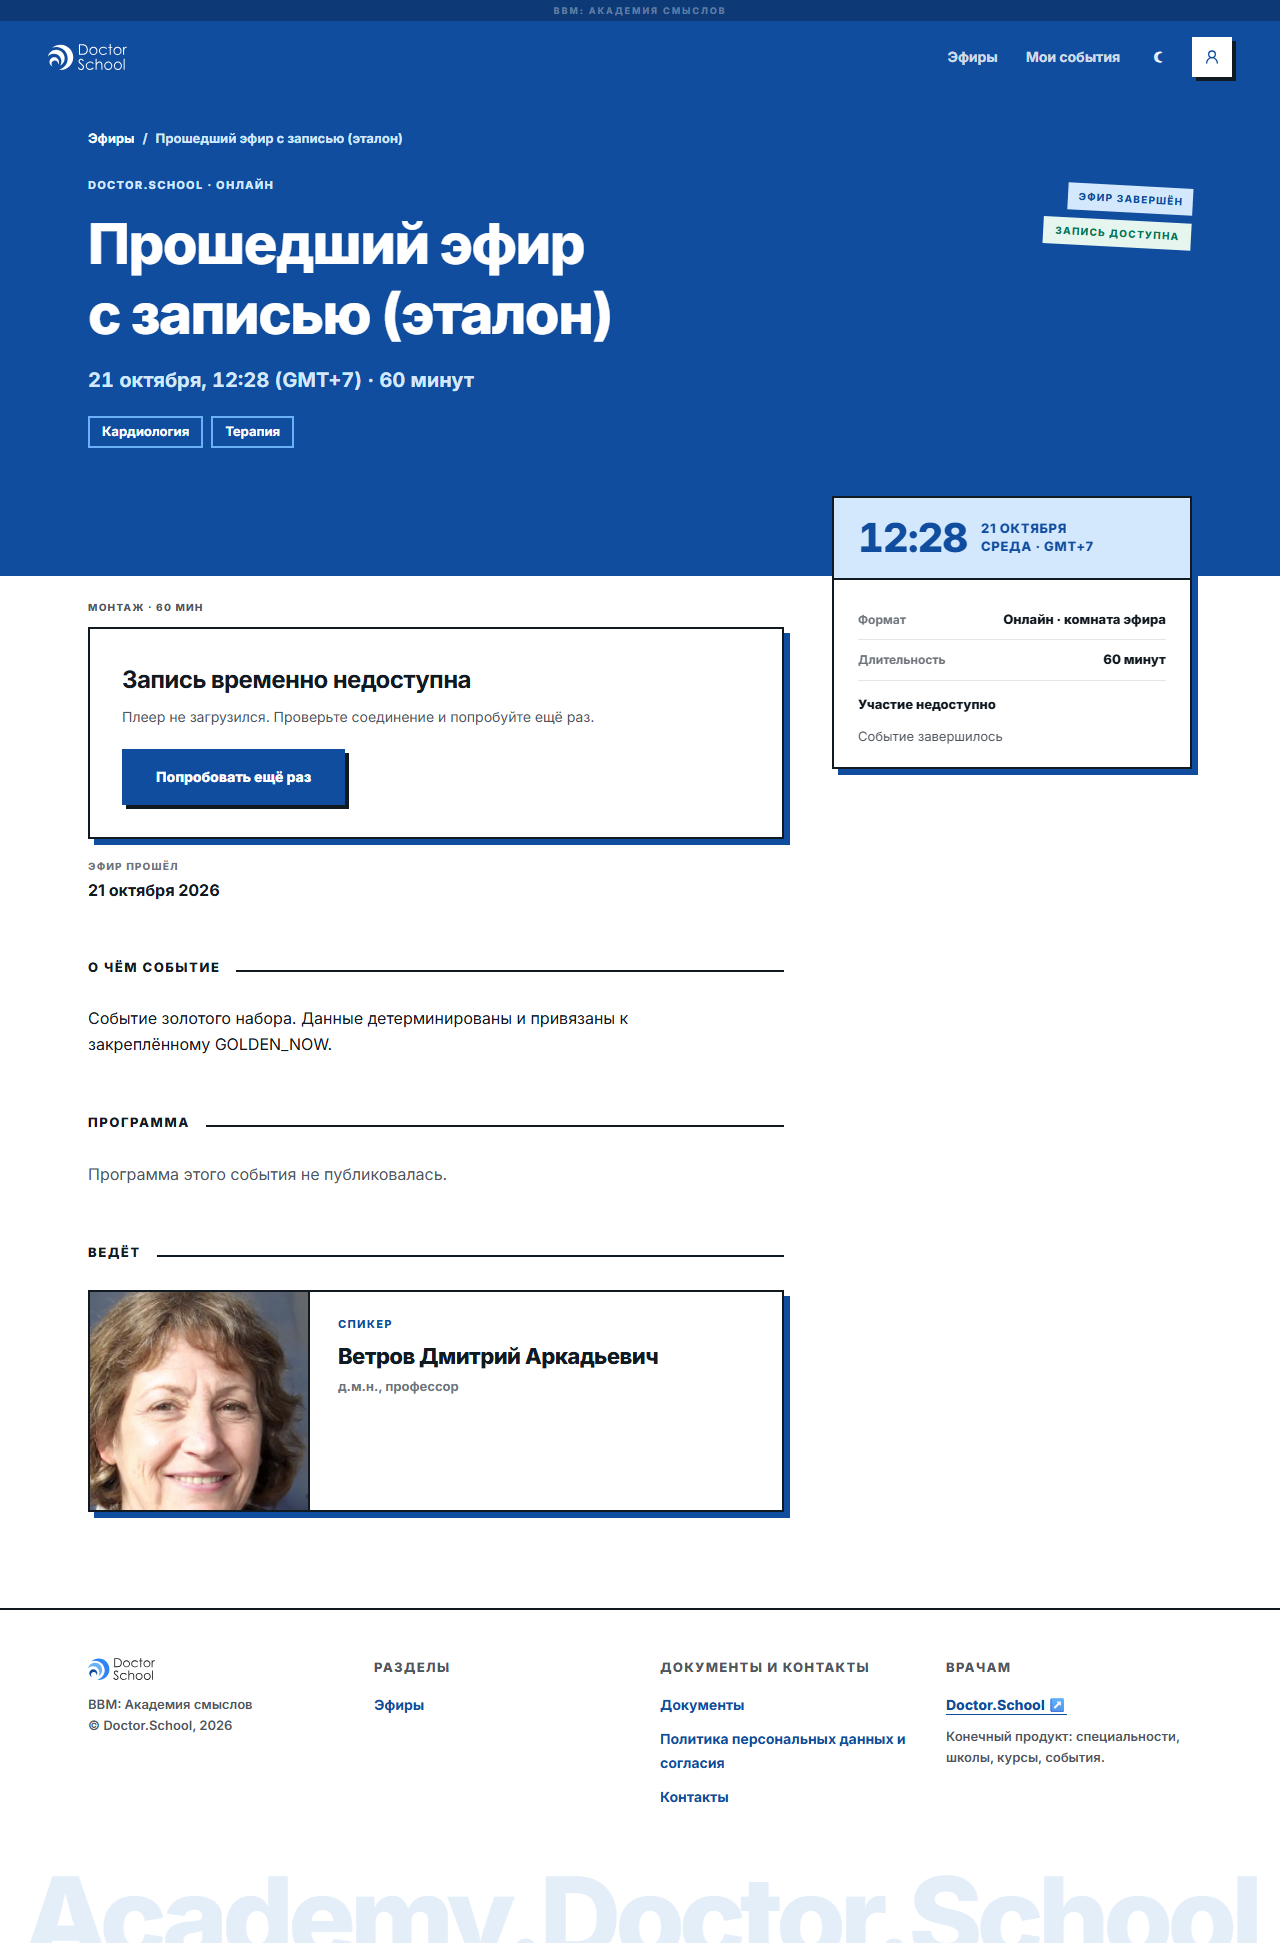 ВВМ: АКАДЕМИЯ СМЫСЛОВ
Doctor
School
Эфиры
Мои события
Эфиры / Прошедший эфир с записью (эталон)
DOCTOR.SCHOOL · ОНЛАЙН
ЭФИР ЗАВЕРШЁН
ЗАПИСЬ ДОСТУПНА
Прошедший эфир
с записью (эталон)
21 октября, 12:28 (GMT+7) · 60 минут
Кардиология
Терапия
12:28
21 ОКТЯБРЯ
СРЕДА · GMT+7
Формат
Онлайн · комната эфира
Длительность
60 минут
Участие недоступно
Событие завершилось
МОНТАЖ · 60 МИН
Запись временно недоступна
Плеер не загрузился. Проверьте соединение и попробуйте ещё раз.
Попробовать ещё раз
ЭФИР ПРОШЁЛ
21 октября 2026
О ЧЁМ СОБЫТИЕ
Событие золотого набора. Данные детерминированы и привязаны к
закреплённому GOLDEN_NOW.
ПРОГРАММА
Программа этого события не публиковалась.
ВЕДЁТ
СПИКЕР
Ветров Дмитрий Аркадьевич
д.м.н., профессор
Doctor
School
ВВМ: Академия смыслов
© Doctor.School, 2026
РАЗДЕЛЫ
Эфиры
ДОКУМЕНТЫ И КОНТАКТЫ
Документы
Политика персональных данных и
согласия
Контакты
ВРАЧАМ
Doctor.School ↗
Конечный продукт: специальности,
школы, курсы, события.
Academy.Doctor.School